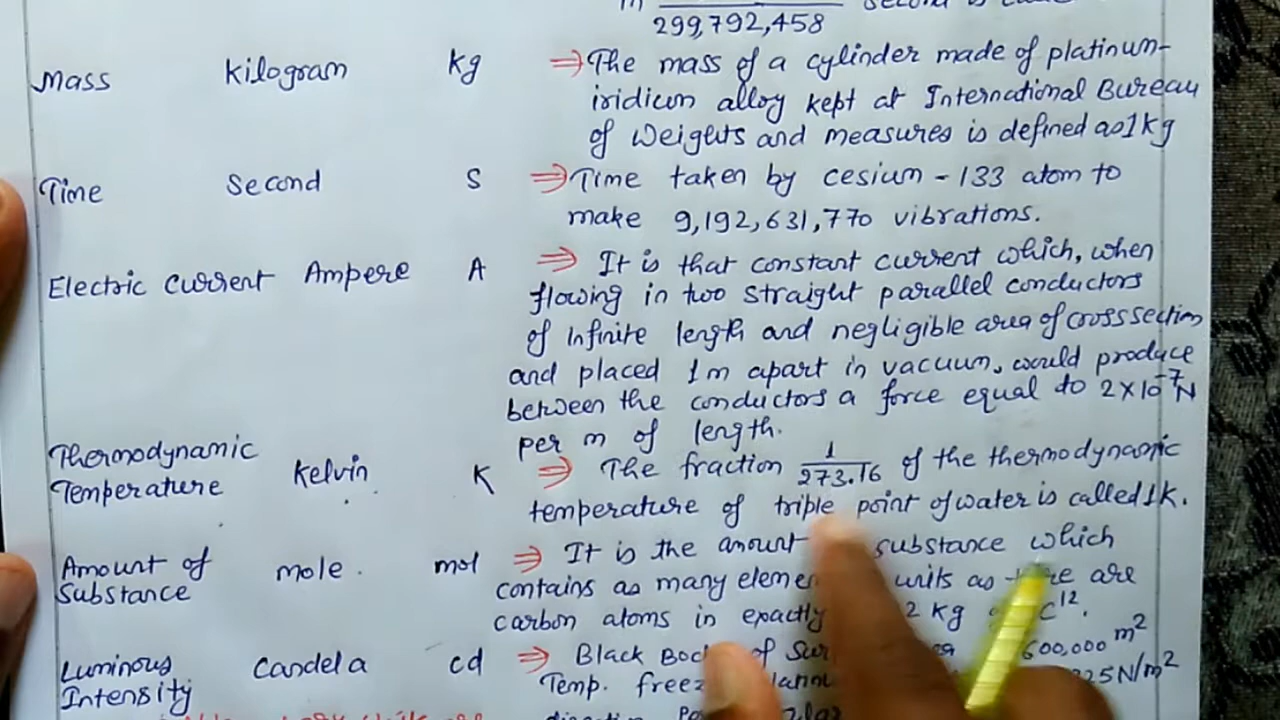 299,792,458
Mass Kilogram kg ⇒ The mass of a cylinder made of platinum-
iridium alloy kept at International Bureau
of Weights and measures is defined as 1 kg
Time Second S ⇒ Time taken by cesium - 133 atom to
make 9,192,631,770 vibrations.
Electric Current Ampere A ⇒ It is that constant current which, when
flowing in two straight parallel conductors
of infinite length and negligible area of cross section
and placed 1m apart in vacuum, would produce
between the conductors a force equal to 2×10⁻⁷N
per m of length.
Thermodynamic
Temperature Kelvin K ⇒ The fraction 1/273.16 of the thermodynamic
temperature of triple point of water is called 1K.
Amount of
Substance mole. mol ⇒ It is the amount substance which
contains as many units as are
carbon atoms in exactly 2 kg C¹².
Luminous
Intensity Candela cd ⇒ Black of 600,000 m²
Temp. 25 N/m²